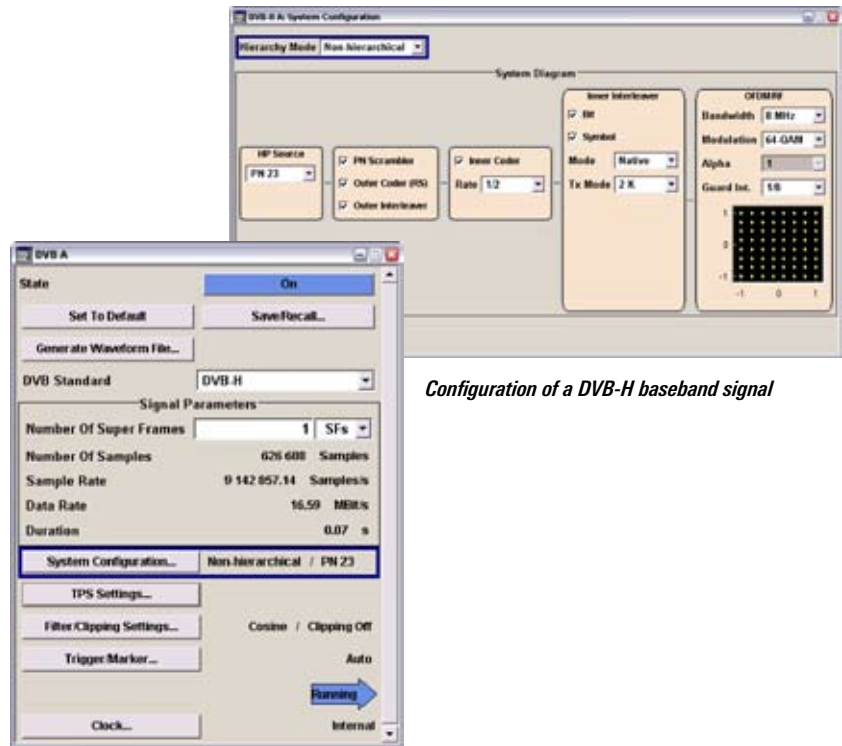 DVB-H A: System Configuration
Hierarchy Mode Non-hierarchical
System Diagram
HP Source
PN 23
PN Scrambler
Outer Coder (RS)
Outer Interleaver
Inner Coder
Rate 1/2
Inner Interleaver
Bit
Symbol
Mode Native
Tx Mode 2 K
OFDM/RF
Bandwidth 8 MHz
Modulation 64-QAM
Alpha 1
Guard Int. 1/8
1
0
-1
-1 0 1
DVB A
State On
Set To Default Save/Recall...
Generate Waveform File...
DVB Standard DVB-H
Signal Parameters
Number Of Super Frames 1 SFs
Number Of Samples 626 688 Samples
Sample Rate 9 142 857.14 Samples/s
Data Rate 16.59 MBit/s
Duration 0.07 s
System Configuration... Non-hierarchical / PN 23
TPS Settings...
Filter/Clipping Settings... Cosine / Clipping Off
Trigger/Marker... Auto
Running
Clock... Internal
Configuration of a DVB-H baseband signal